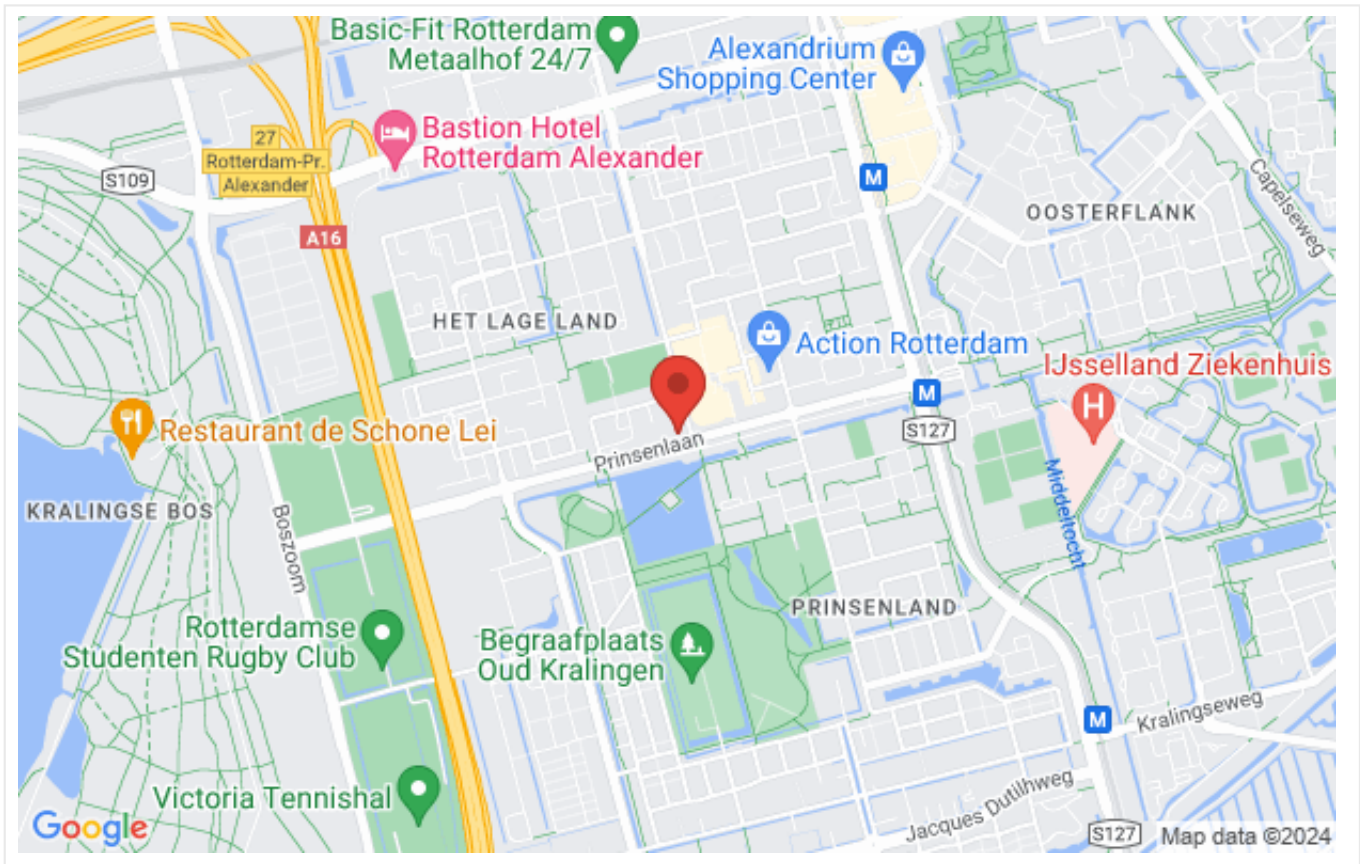 Basic-Fit Rotterdam
Metaalhof 24/7
Alexandrium
Shopping Center
27
Rotterdam-Pr.
Alexander
Bastion Hotel
Rotterdam Alexander
S109
M
Capelseweg
OOSTERFLANK
A16
HET LAGE LAND
Action Rotterdam
IJsselland Ziekenhuis
H
M
S127
Restaurant de Schone Lei
Prinsenlaan
KRALINGSE BOS
Boszoom
Middeltocht
PRINSENLAND
Rotterdamse
Studenten Rugby Club
Begraafplaats
Oud Kralingen
M
Kralingseweg
Victoria Tennishal
Jacques Dutilhweg
Google
S127
Map data ©2024